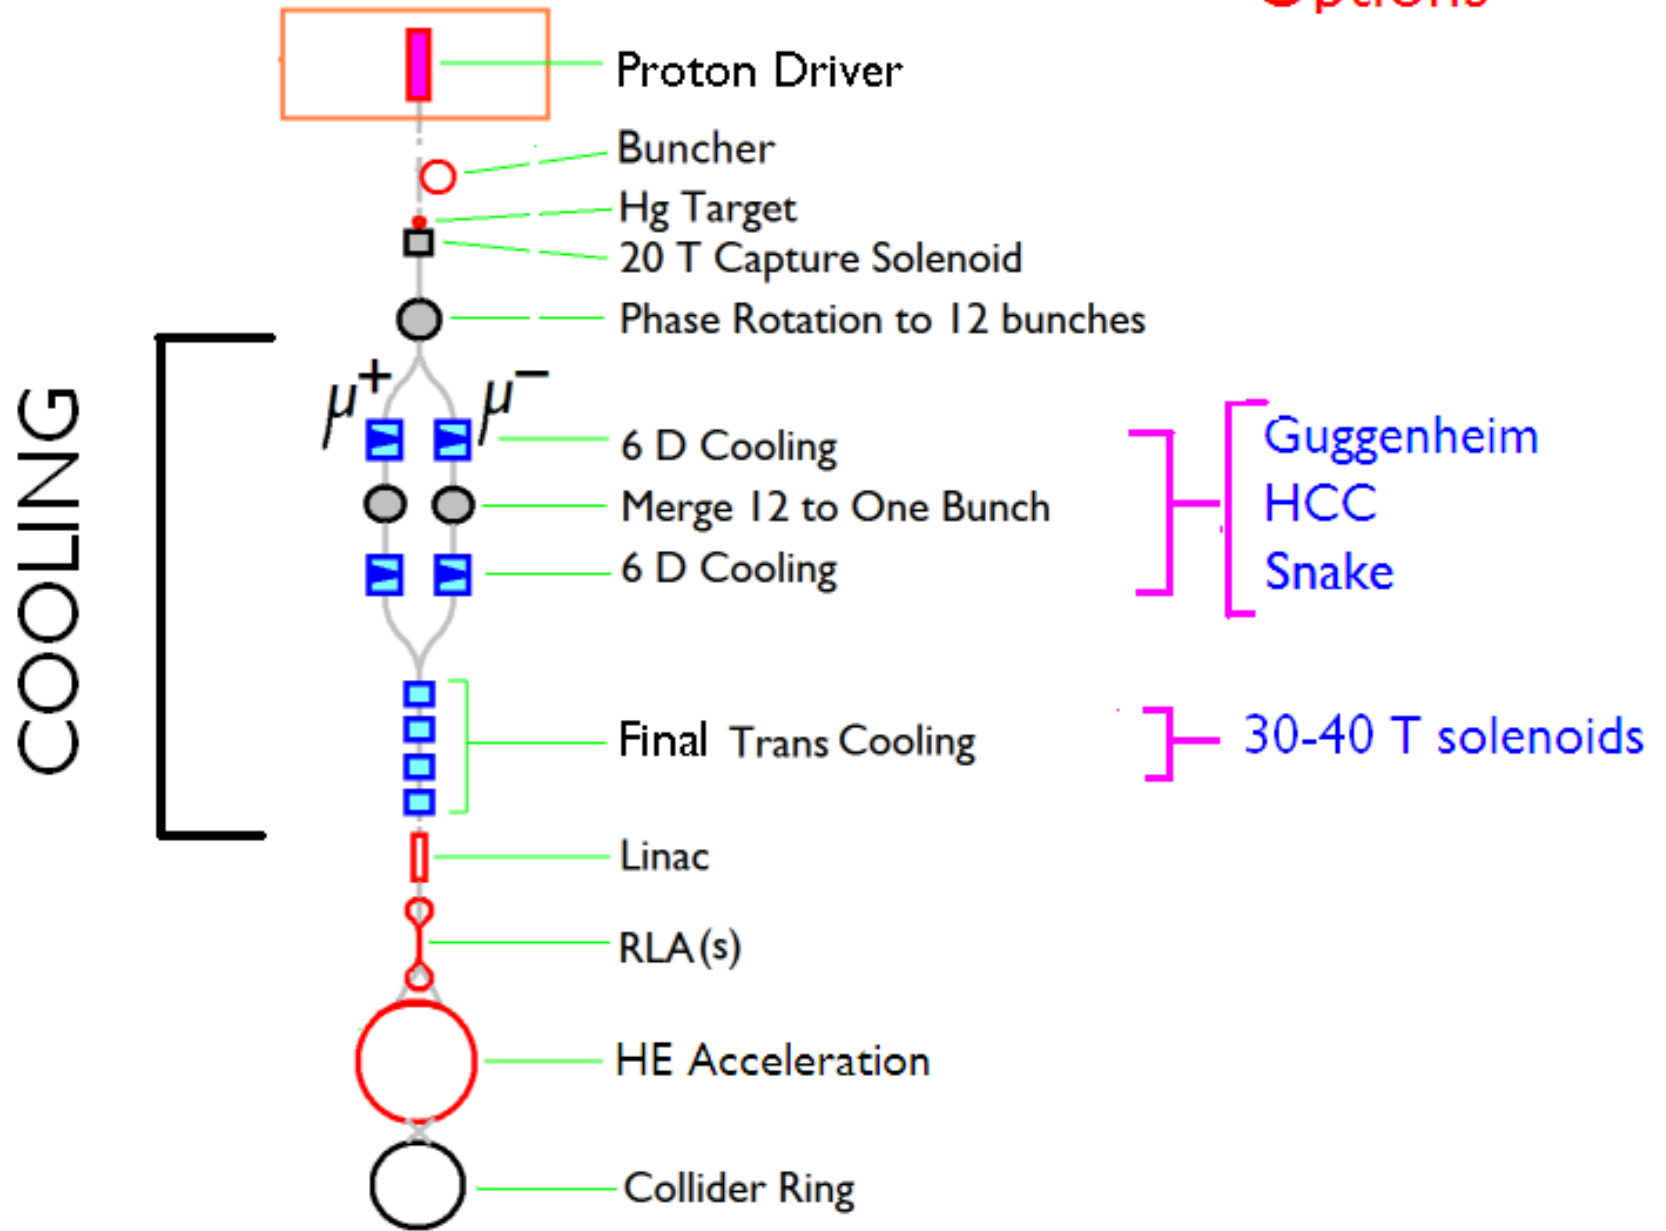 Options
Proton Driver
Buncher
Hg Target
20 T Capture Solenoid
Phase Rotation to 12 bunches
μ+ μ−
6 D Cooling
Merge 12 to One Bunch
6 D Cooling
Guggenheim
HCC
Snake
COOLING
Final Trans Cooling
30-40 T solenoids
Linac
RLA(s)
HE Acceleration
Collider Ring